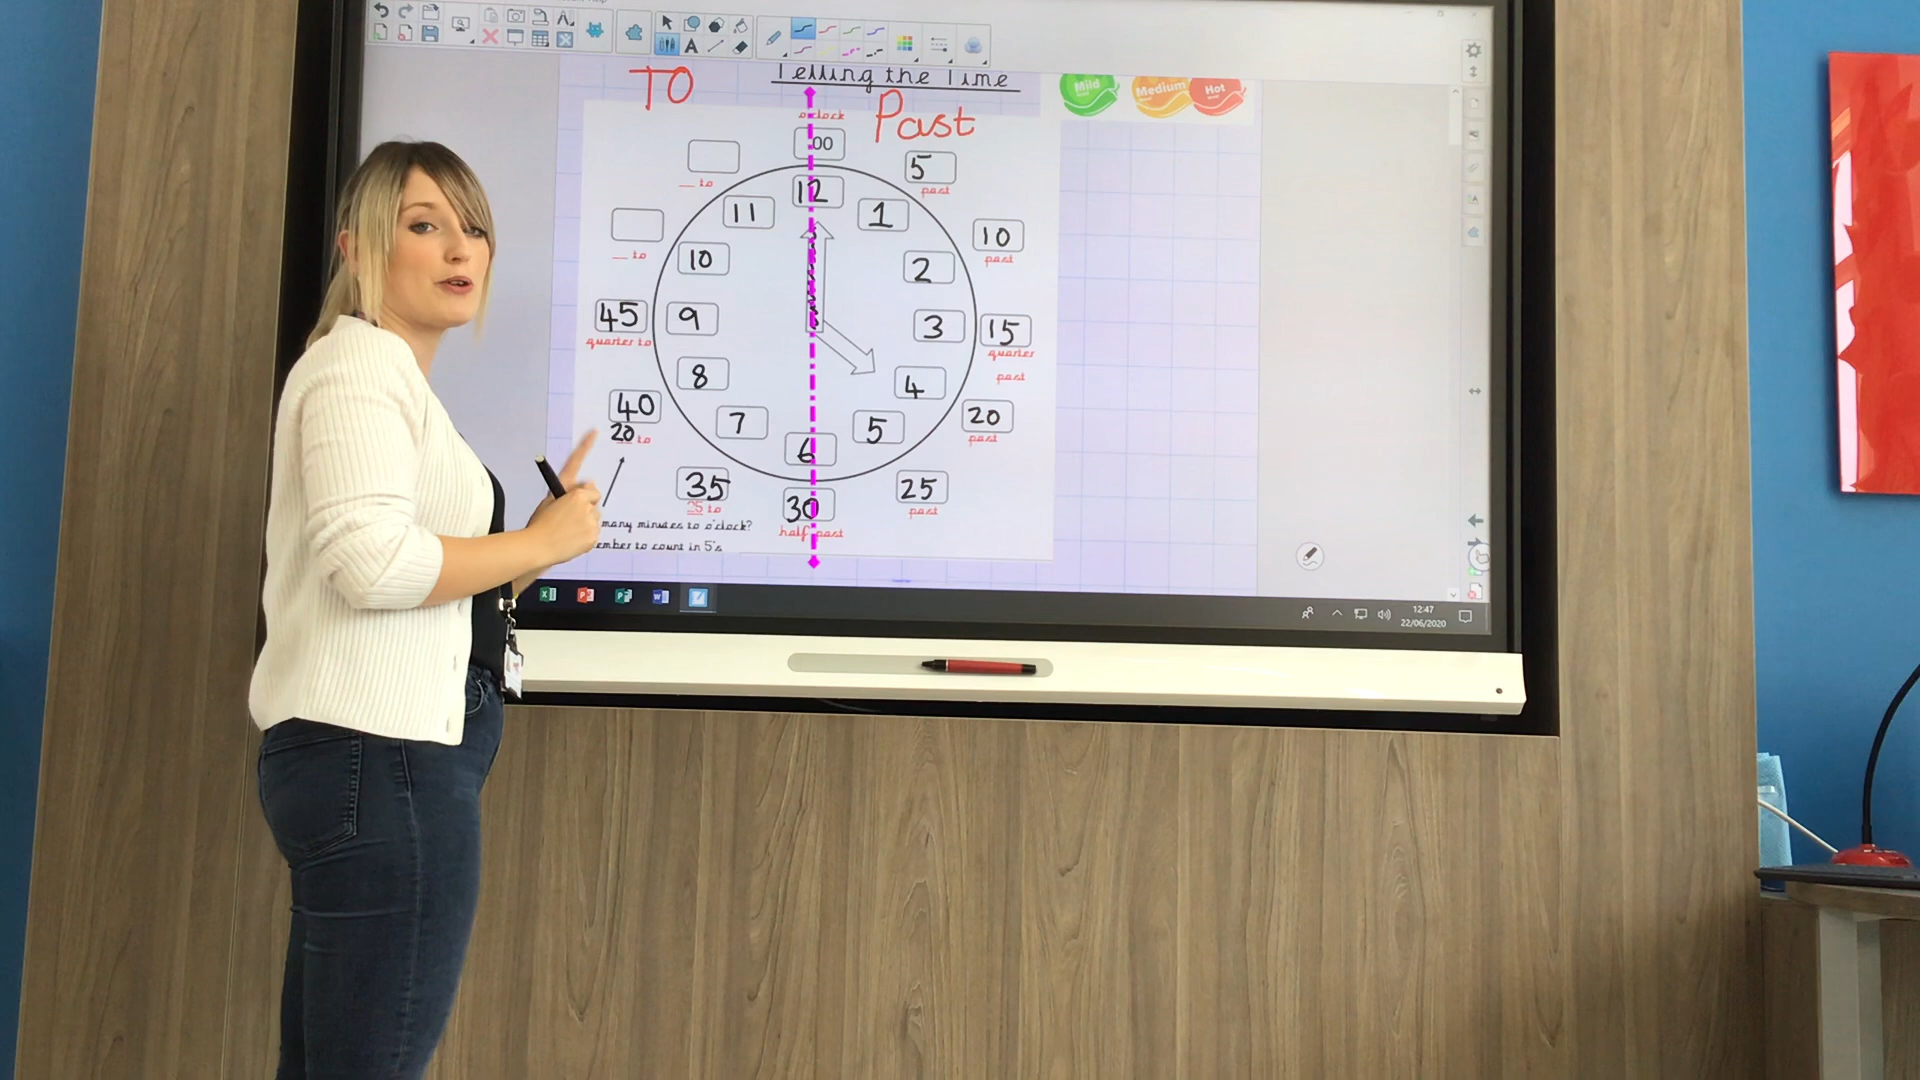 Telling the Time
TO
Past
Mild
Medium
Hot
o'clock
00
5
past
__ to
12
11
1
10
past
__ to
10
2
45
quarter to
9
3
15
quarter
past
8
4
40
20 to
7
5
20
past
6
35
25 to
30
half past
25
past
many minutes to o'clock?
to count in 5's
12:47
22/06/2020